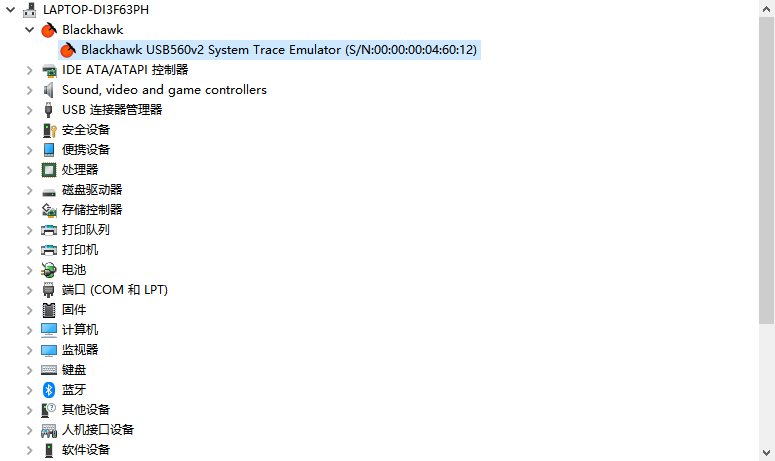 LAPTOP-DI3F63PH
Blackhawk
Blackhawk USB560v2 System Trace Emulator (S/N:00:00:00:04:60:12)
IDE ATA/ATAPI 控制器
Sound, video and game controllers
USB 连接器管理器
安全设备
便携设备
处理器
磁盘驱动器
存储控制器
打印队列
打印机
电池
端口 (COM 和 LPT)
固件
计算机
监视器
键盘
蓝牙
其他设备
人机接口设备
软件设备